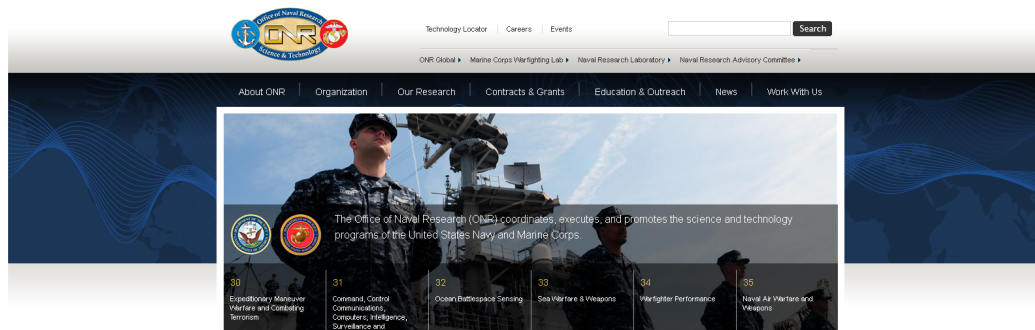 Office of Naval Research
ONR
Science & Technology
Technology Locator
Careers
Events
Search
ONR Global
Marine Corps Warfighting Lab
Naval Research Laboratory
Naval Research Advisory Committee
About ONR
Organization
Our Research
Contracts & Grants
Education & Outreach
News
Work With Us
The Office of Naval Research (ONR) coordinates, executes, and promotes the science and technology
programs of the United States Navy and Marine Corps.
30
Expeditionary Maneuver
Warfare and Combating
Terrorism
31
Command, Control
Communications,
Computers, Intelligence,
Surveillance and
32
Ocean Battlespace Sensing
33
Sea Warfare & Weapons
34
Warfighter Performance
35
Naval Air Warfare and
Weapons